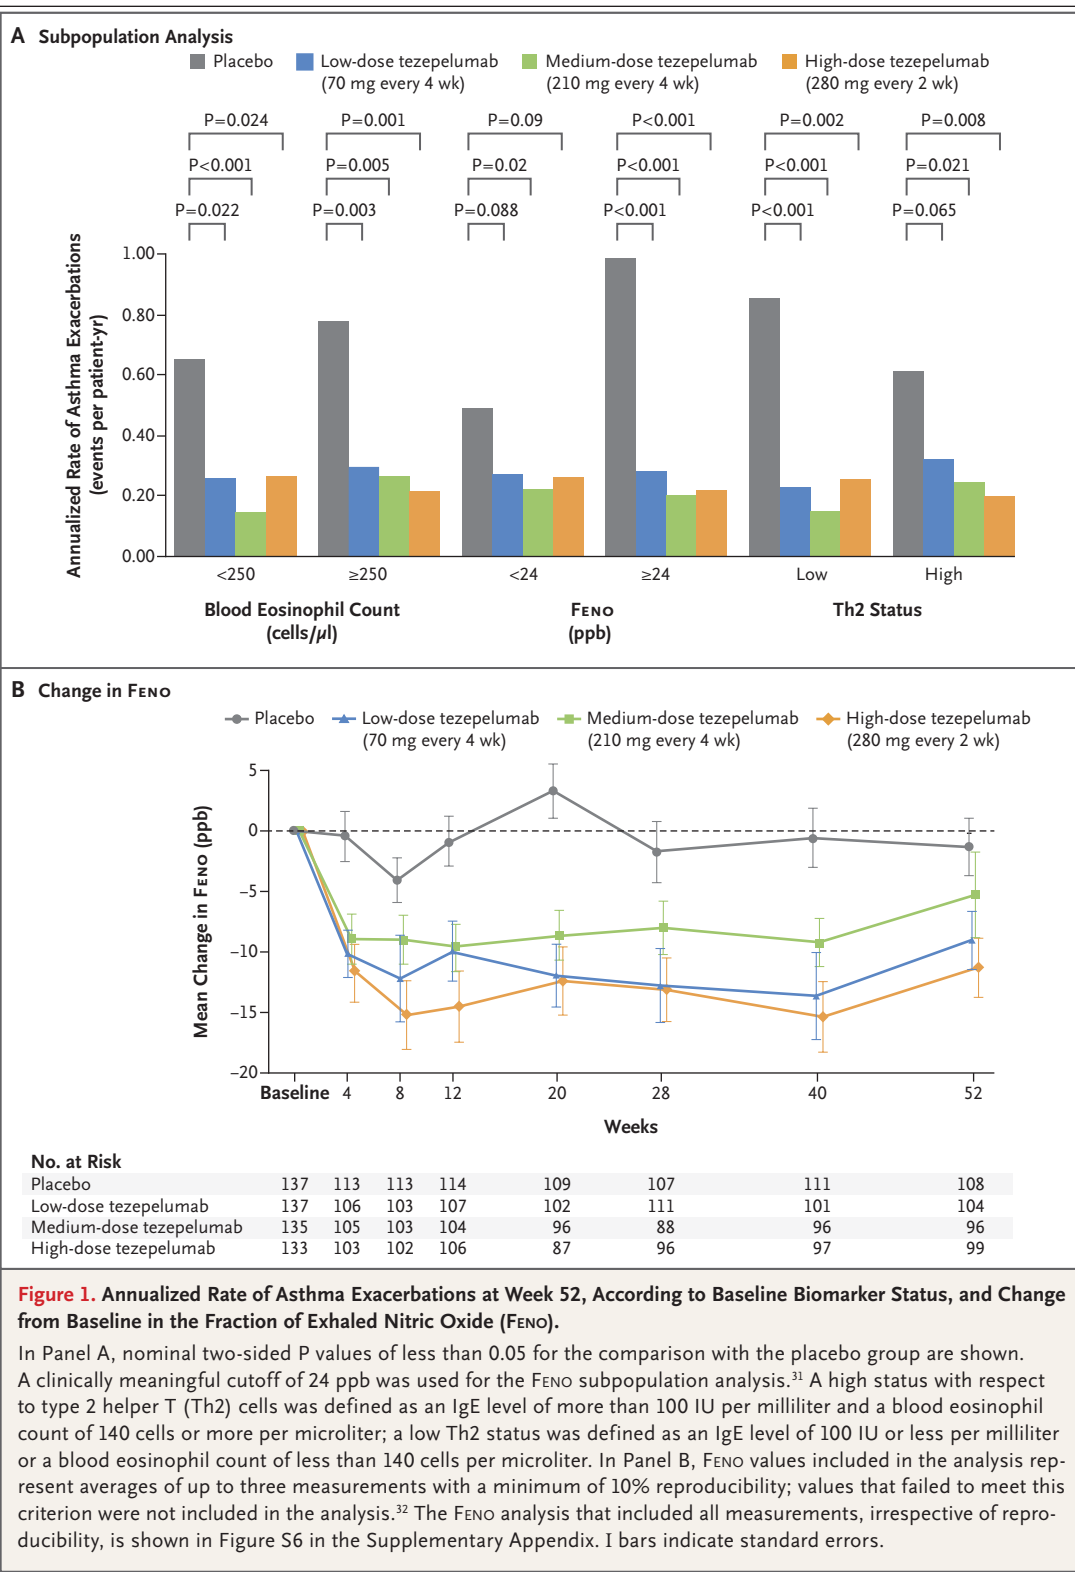 A Subpopulation Analysis
Placebo
Low-dose tezepelumab
(70 mg every 4 wk)
Medium-dose tezepelumab
(210 mg every 4 wk)
High-dose tezepelumab
(280 mg every 2 wk)
P=0.024 P=0.001 P=0.09 P<0.001 P=0.002 P=0.008
P<0.001 P=0.005 P=0.02 P<0.001 P<0.001 P=0.021
P=0.022 P=0.003 P=0.088 P<0.001 P<0.001 P=0.065
Annualized Rate of Asthma Exacerbations
(events per patient-yr)
1.00
0.80
0.60
0.40
0.20
0.00
<250 ≥250 <24 ≥24 Low High
Blood Eosinophil Count
(cells/µl)
FENO
(ppb)
Th2 Status
B Change in FENO
Placebo
Low-dose tezepelumab
(70 mg every 4 wk)
Medium-dose tezepelumab
(210 mg every 4 wk)
High-dose tezepelumab
(280 mg every 2 wk)
Mean Change in FENO (ppb)
5
0
−5
−10
−15
−20
Baseline 4 8 12 20 28 40 52
Weeks
No. at Risk
Placebo 137 113 113 114 109 107 111 108
Low-dose tezepelumab 137 106 103 107 102 111 101 104
Medium-dose tezepelumab 135 105 103 104 96 88 96 96
High-dose tezepelumab 133 103 102 106 87 96 97 99
Figure 1. Annualized Rate of Asthma Exacerbations at Week 52, According to Baseline Biomarker Status, and Change
from Baseline in the Fraction of Exhaled Nitric Oxide (FENO).
In Panel A, nominal two-sided P values of less than 0.05 for the comparison with the placebo group are shown.
A clinically meaningful cutoff of 24 ppb was used for the FENO subpopulation analysis.31 A high status with respect
to type 2 helper T (Th2) cells was defined as an IgE level of more than 100 IU per milliliter and a blood eosinophil
count of 140 cells or more per microliter; a low Th2 status was defined as an IgE level of 100 IU or less per milliliter
or a blood eosinophil count of less than 140 cells per microliter. In Panel B, FENO values included in the analysis rep-
resent averages of up to three measurements with a minimum of 10% reproducibility; values that failed to meet this
criterion were not included in the analysis.32 The FENO analysis that included all measurements, irrespective of repro-
ducibility, is shown in Figure S6 in the Supplementary Appendix. I bars indicate standard errors.